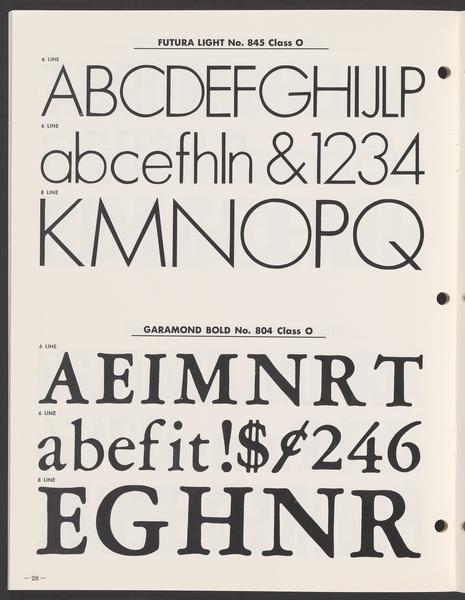 FUTURA LIGHT No. 845 Class O
6 LINE
ABCDEFGHIJLP
6 LINE
abcefhln &1234
8 LINE
KMNOPQ
GARAMOND BOLD No. 804 Class O
6 LINE
AEIMNRT
6 LINE
abefit!$¢246
8 LINE
EGHNR
— 28 —